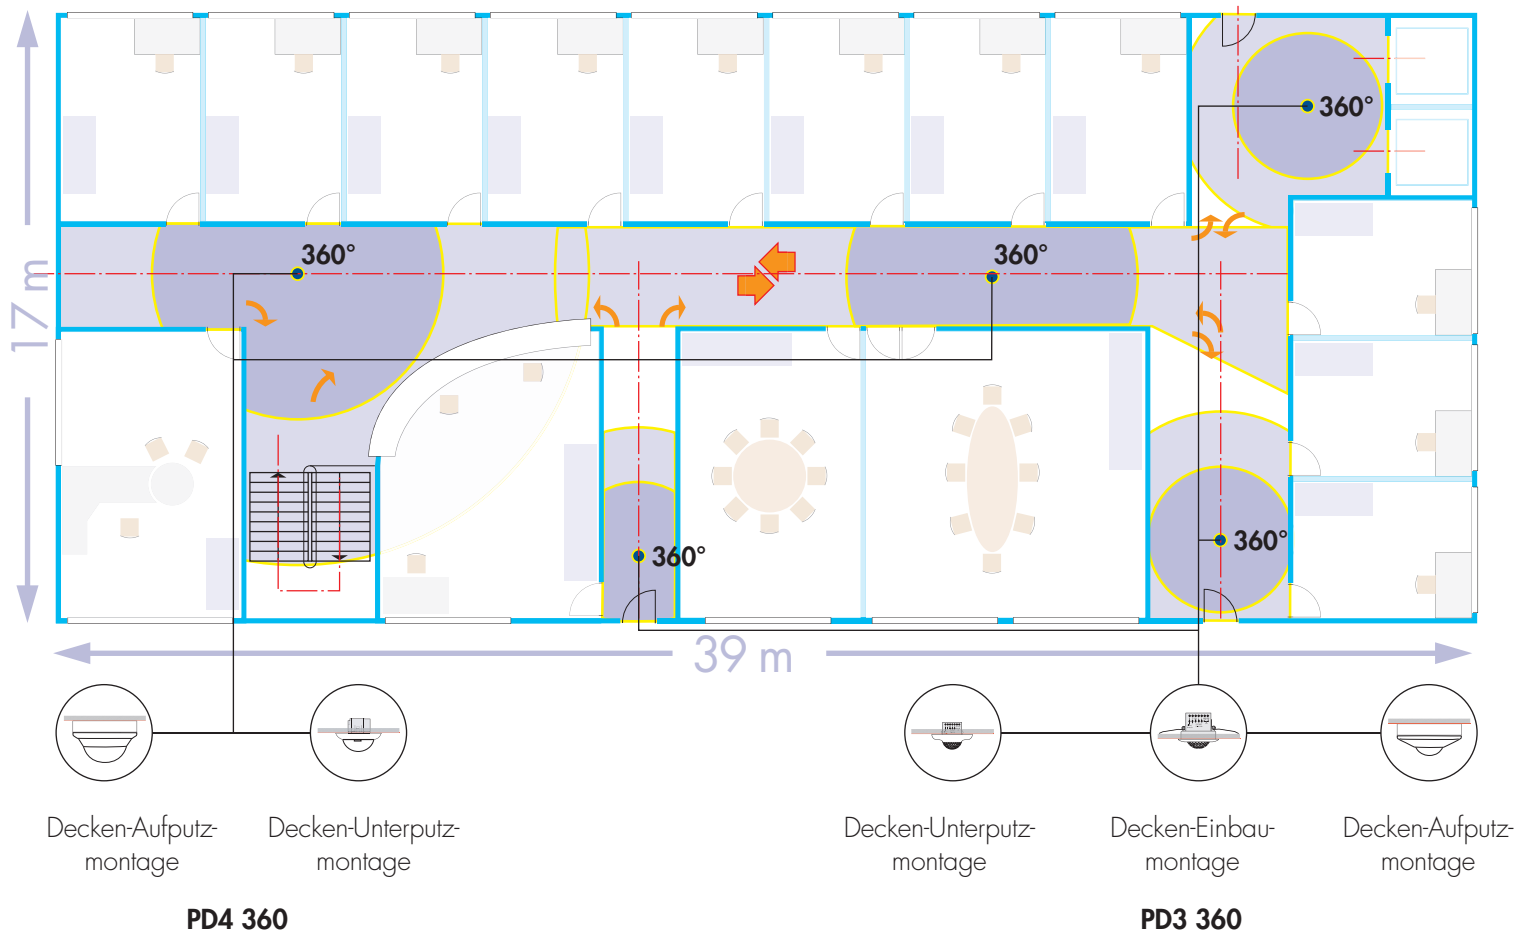 360°
360°
360°
17 m
360°
360°
39 m
Decken-Aufputz-
montage
Decken-Unterputz-
montage
Decken-Unterputz-
montage
Decken-Einbau-
montage
Decken-Aufputz-
montage
PD4 360
PD3 360